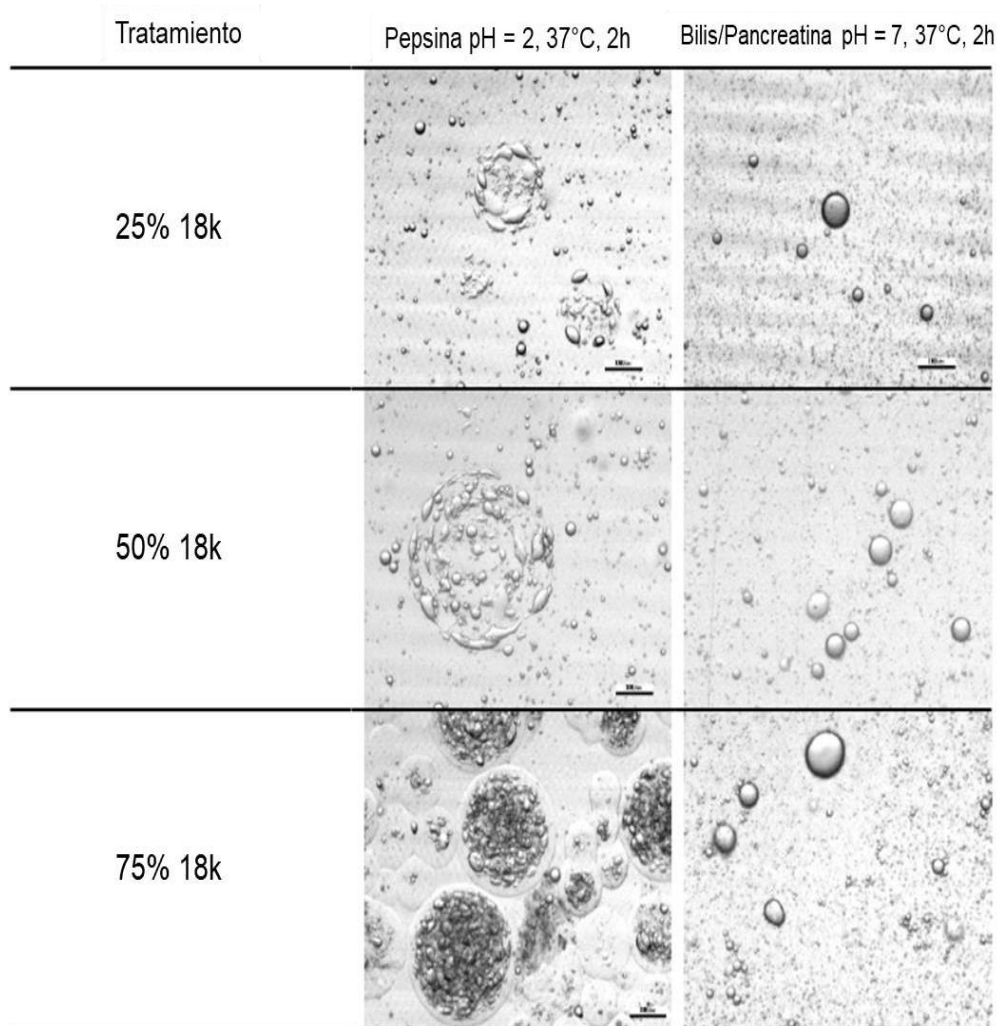 Tratamiento
Pepsina pH = 2, 37°C, 2h
Bilis/Pancreatina pH = 7, 37°C, 2h
25% 18k
50% 18k
75% 18k